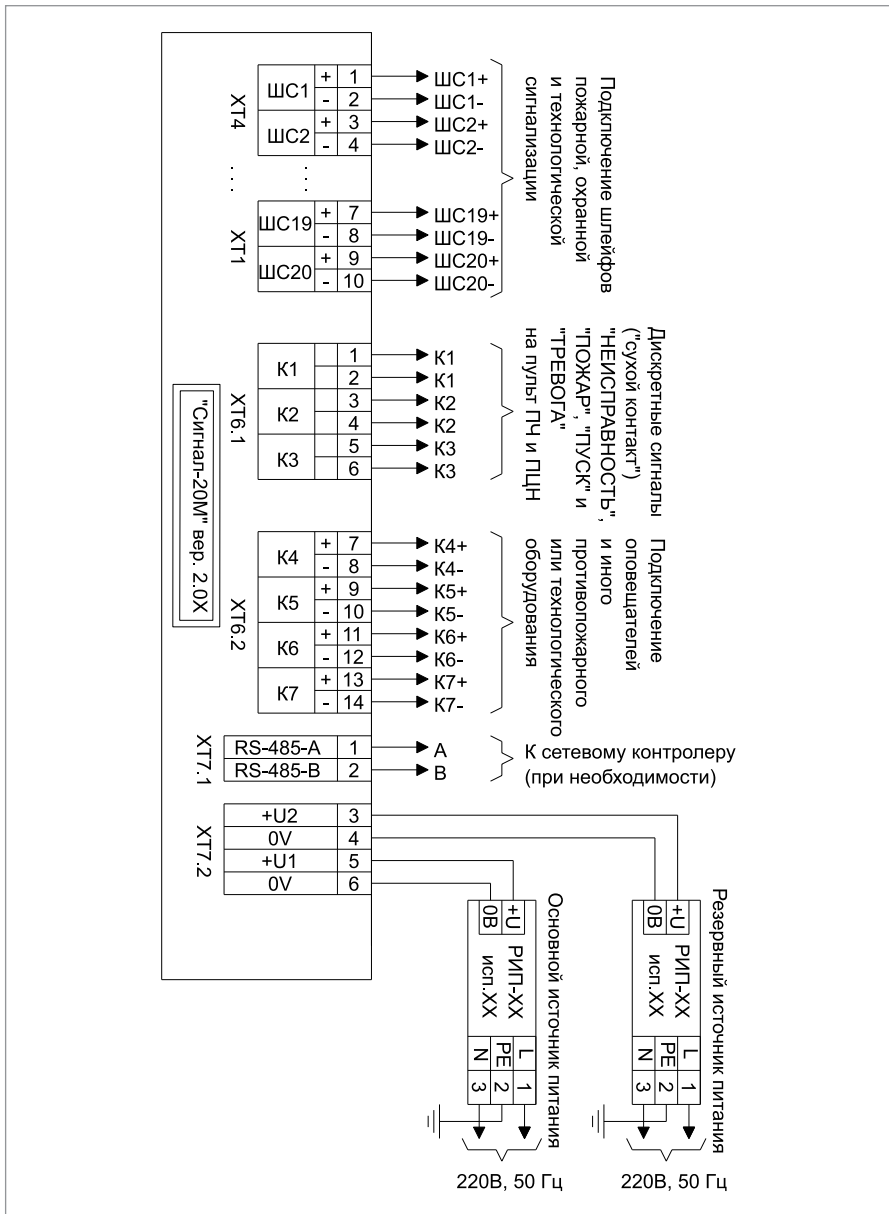 XT4
ШС1 + 1 ШС1+
- 2 ШС1-
ШС2 + 3 ШС2+
- 4 ШС2-
Подключение шлейфов
пожарной, охранной
и технологической
сигнализации
XT1
ШС19 + 7 ШС19+
- 8 ШС19-
ШС20 + 9 ШС20+
- 10 ШС20-
"Сигнал-20М" вер. 2.0X
XT6.1
К1 1 К1
2 К1
К2 3 К2
4 К2
К3 5 К3
6 К3
Дискретные сигналы
("сухой контакт")
"НЕИСПРАВНОСТЬ",
"ПОЖАР", "ПУСК" и
"ТРЕВОГА"
на пульт ПЧ и ПЦН
XT6.2
К4 + 7 К4+
- 8 К4-
К5 + 9 К5+
- 10 К5-
К6 + 11 К6+
- 12 К6-
К7 + 13 К7+
- 14 К7-
Подключение
оповещателей
и иного
противопожарного
или технологического
оборудования
XT7.1
RS-485-A 1 A
RS-485-B 2 B
К сетевому контролеру
(при необходимости)
XT7.2
+U2 3
0V 4
+U1 5
0V 6
Основной источник питания
+U
0В
РИП-ХХ
исп.ХХ
L 1
PE 2
N 3
220В, 50 Гц
Резервный источник питания
+U
0В
РИП-ХХ
исп.ХХ
L 1
PE 2
N 3
220В, 50 Гц